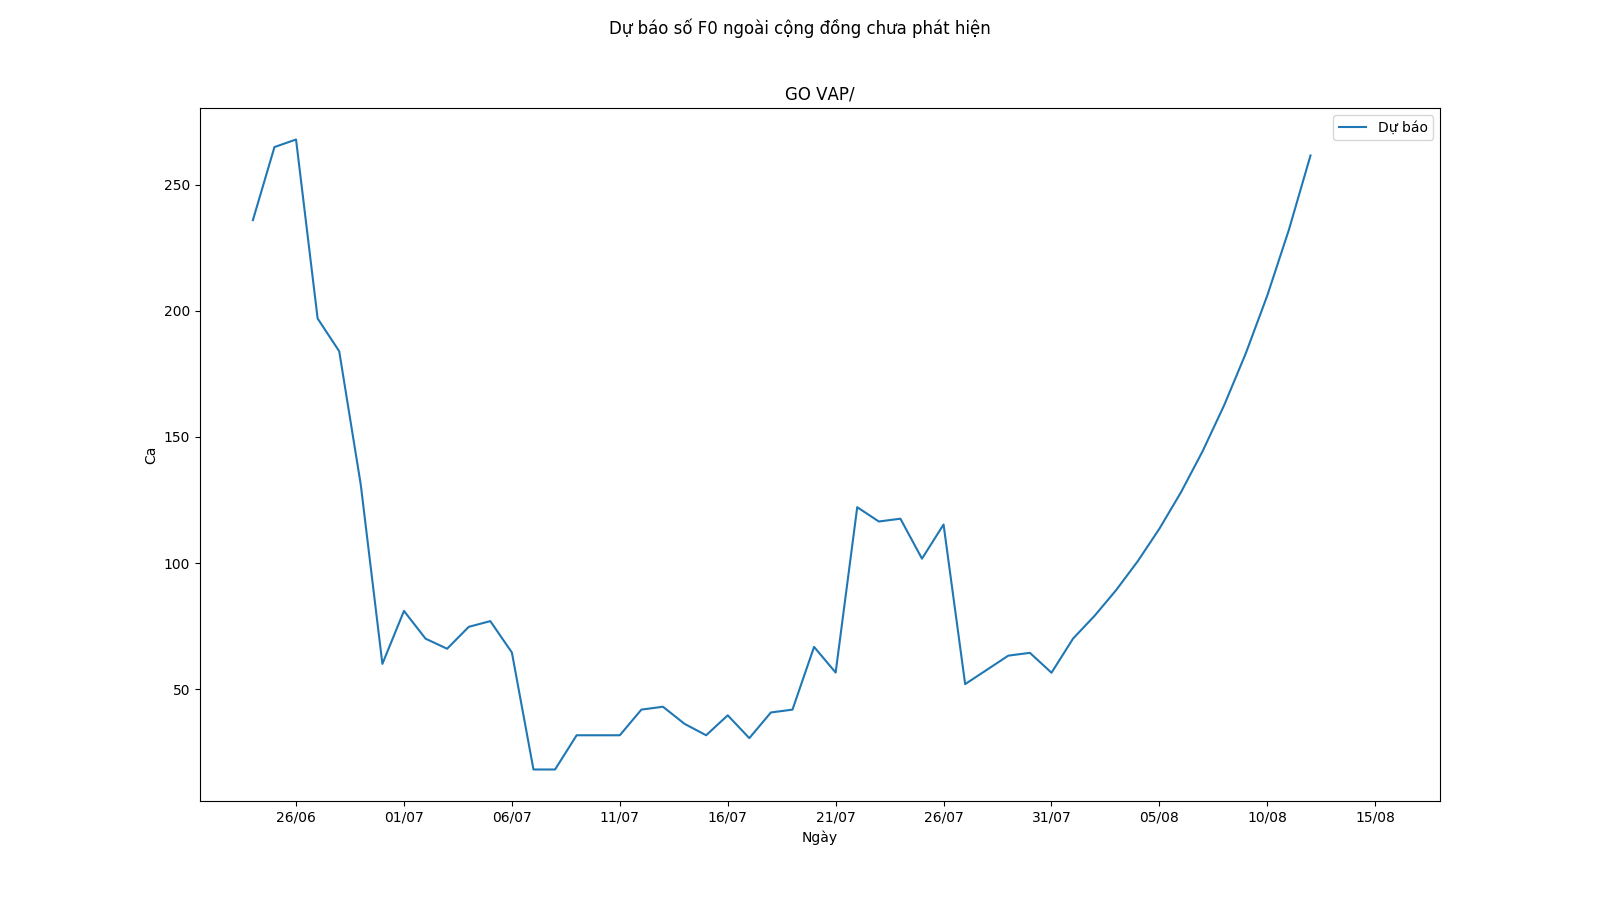 Dự báo số F0 ngoài cộng đồng chưa phát hiện
GO VAP/
Dự báo
250
200
150
100
50
Ca
26/06 01/07 06/07 11/07 16/07 21/07 26/07 31/07 05/08 10/08 15/08
Ngày